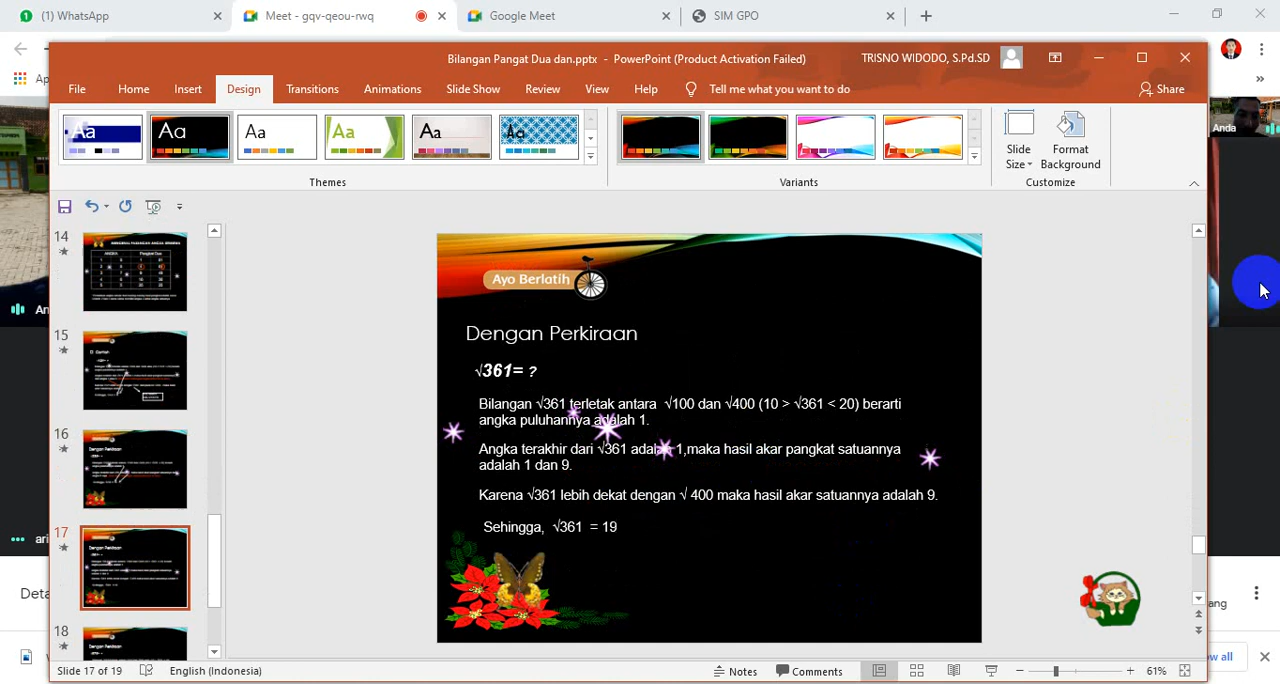 (1) WhatsApp
Meet - gqv-qeou-rwq
Google Meet
SIM GPO
Bilangan Pangat Dua dan.pptx - PowerPoint (Product Activation Failed)
TRISNO WIDODO, S.Pd.SD
File Home Insert Design Transitions Animations Slide Show Review View Help Tell me what you want to do Share
Aa Aa Aa Aa Aa Aa
Slide Size
Format Background
Themes
Variants
Customize
Anda
14
15
16
17
18
Ayo Berlatih
Dengan Perkiraan
√361= ?
Bilangan √361 terletak antara √100 dan √400 (10 > √361 < 20) berarti
angka puluhannya adalah 1.
Angka terakhir dari √361 adalah 1,maka hasil akar pangkat satuannya
adalah 1 dan 9.
Karena √361 lebih dekat dengan √ 400 maka hasil akar satuannya adalah 9.
Sehingga, √361 = 19
Slide 17 of 19
English (Indonesia)
Notes
Comments
61%